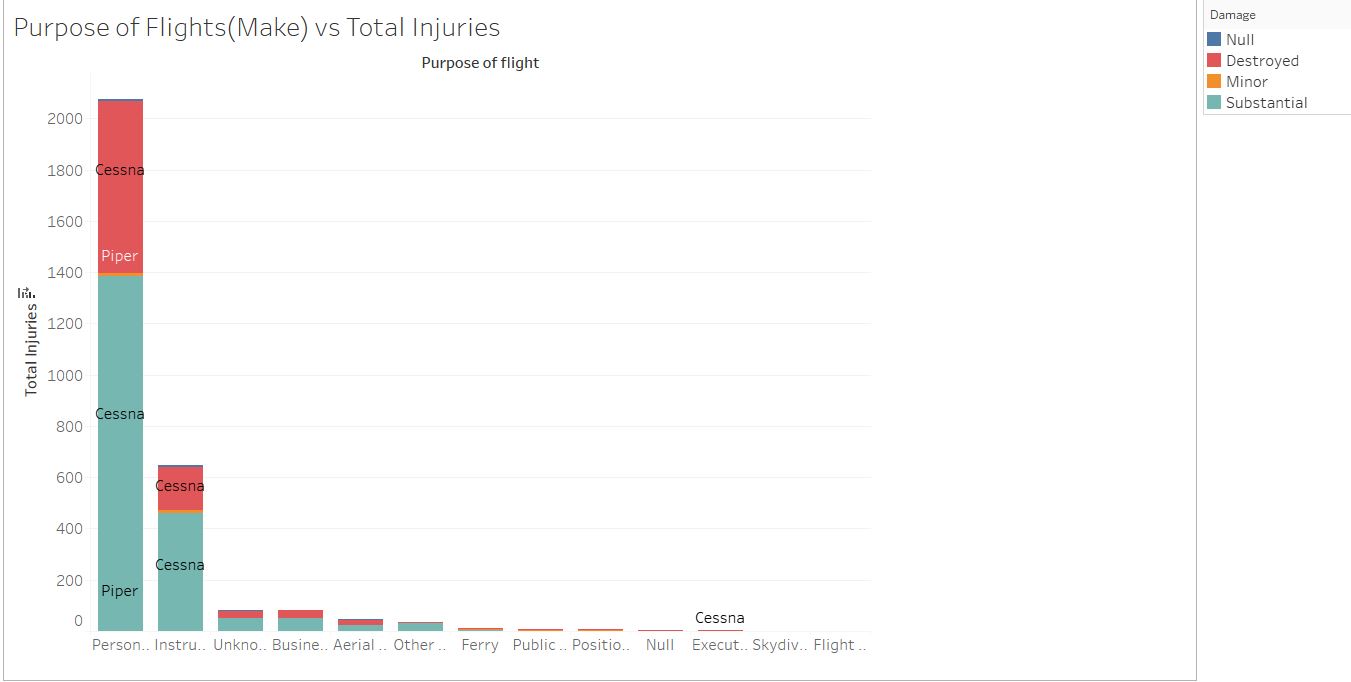 Purpose of Flights(Make) vs Total Injuries
Purpose of flight
Total Injuries
2000
1800
1600
1400
1200
1000
800
600
400
200
0
Cessna
Piper
Cessna
Piper
Cessna
Cessna
Cessna
Person.. Instru.. Unkno.. Busine.. Aerial .. Other .. Ferry Public .. Positio.. Null Execut.. Skydiv.. Flight ..
Damage
Null
Destroyed
Minor
Substantial